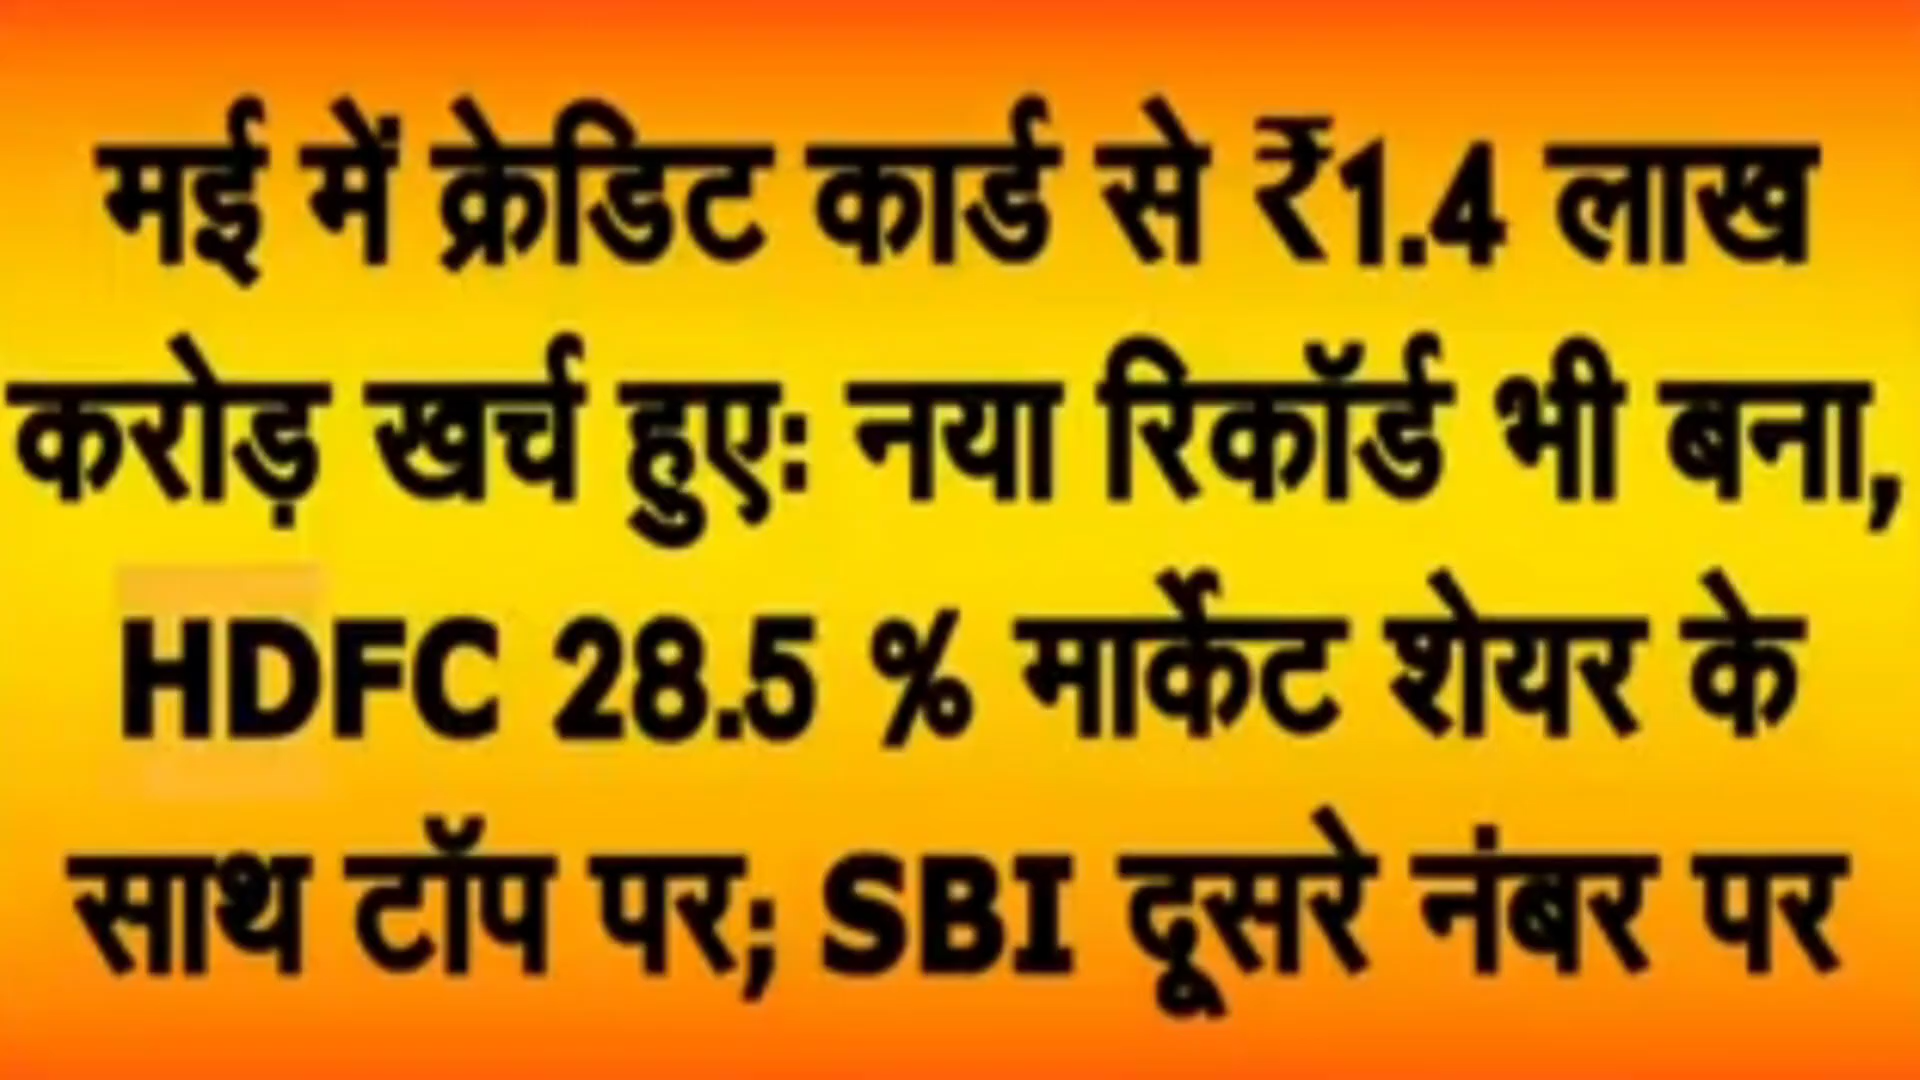 मई में क्रेडिट कार्ड से ₹1.4 लाख
करोड़ खर्च हुए: नया रिकॉर्ड भी बना,
HDFC 28.5 % मार्केट शेयर के
साथ टॉप पर; SBI दूसरे नंबर पर